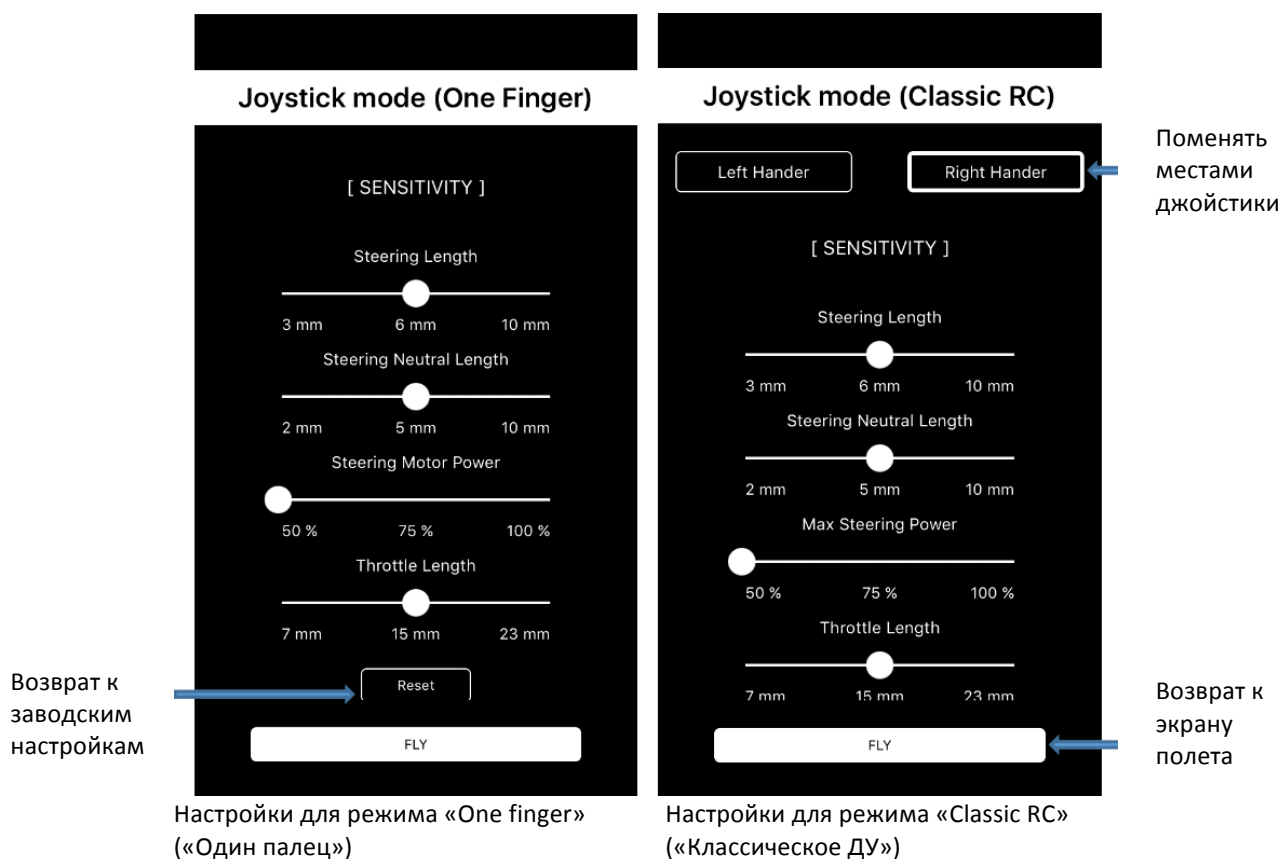 Joystick mode (One Finger)
[ SENSITIVITY ]
Steering Length
3 mm 6 mm 10 mm
Steering Neutral Length
2 mm 5 mm 10 mm
Steering Motor Power
50 % 75 % 100 %
Throttle Length
7 mm 15 mm 23 mm
Reset
FLY
Возврат к
заводским
настройкам
Настройки для режима «One finger»
(«Один палец»)
Joystick mode (Classic RC)
Left Hander Right Hander
Поменять
местами
джойстики
[ SENSITIVITY ]
Steering Length
3 mm 6 mm 10 mm
Steering Neutral Length
2 mm 5 mm 10 mm
Max Steering Power
50 % 75 % 100 %
Throttle Length
7 mm 15 mm 23 mm
FLY
Возврат к
экрану
полета
Настройки для режима «Classic RC»
(«Классическое ДУ»)